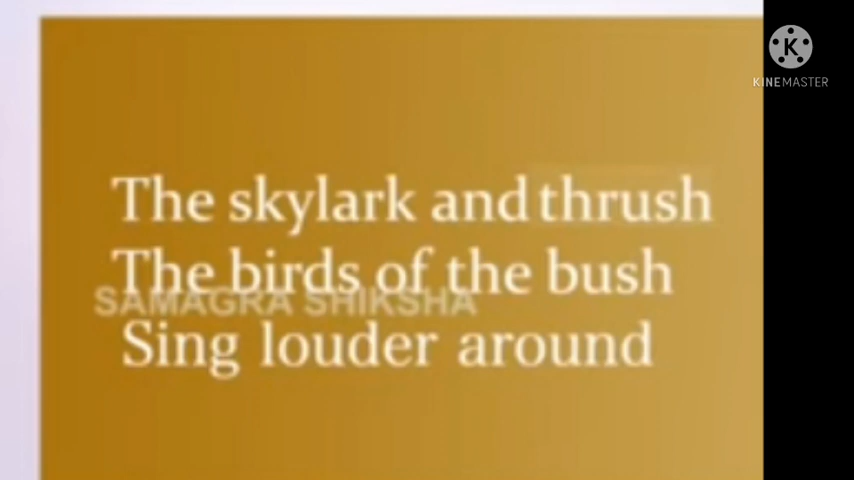 KINEMASTER
The skylark and thrush
The birds of the bush
SAMAGRA SHIKSHA
Sing louder around